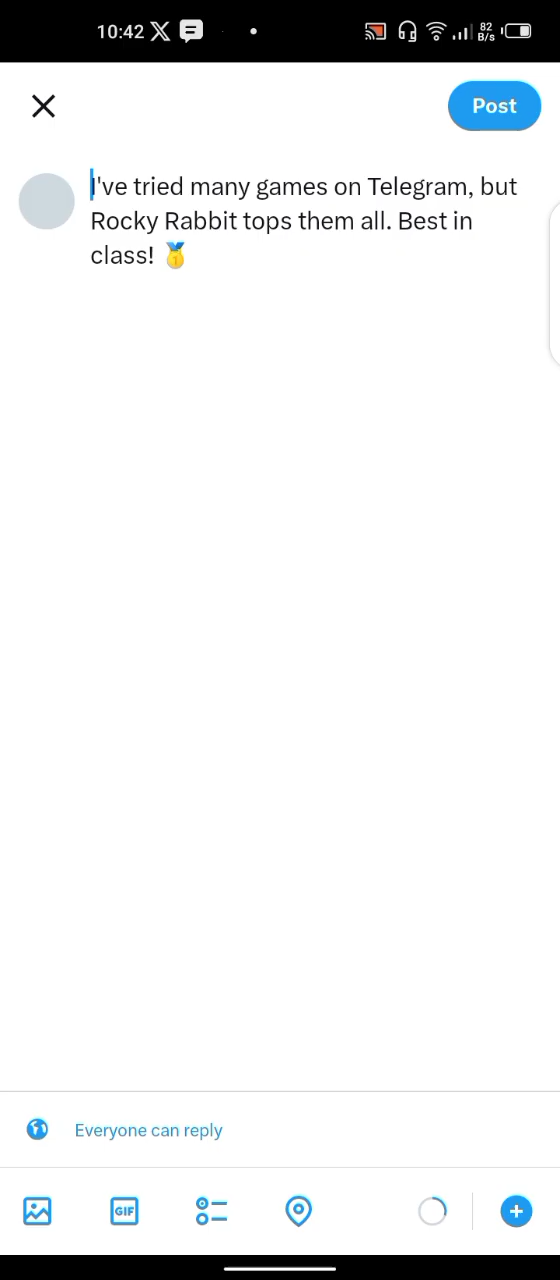 10:42
82
B/s
Post
I've tried many games on Telegram, but
Rocky Rabbit tops them all. Best in
class! 🥇
Everyone can reply
GIF